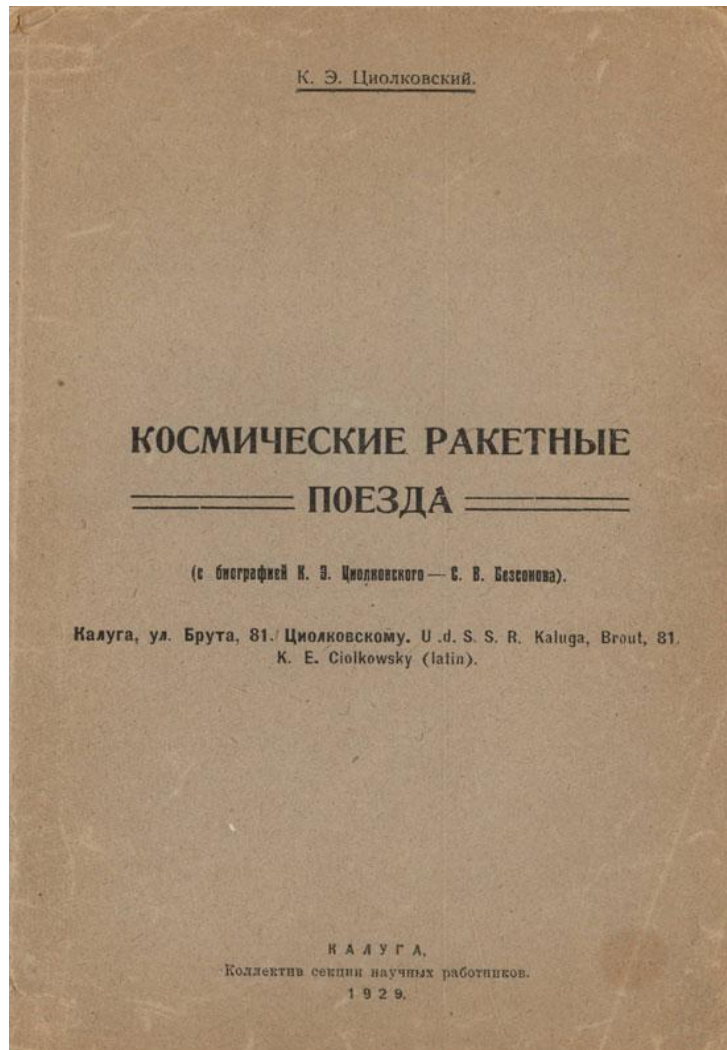 К. Э. Циолковский.
КОСМИЧЕСКИЕ РАКЕТНЫЕ
ПОЕЗДА
(с биографией К. Э. Циолковского — С. В. Безсонова).
Калуга, ул. Брута, 81. Циолковскому. U .d. S. S. R. Kaluga, Brout, 81.
K. E. Ciolkowsky (latin).
КАЛУГА,
Коллектив секции научных работников.
1929.